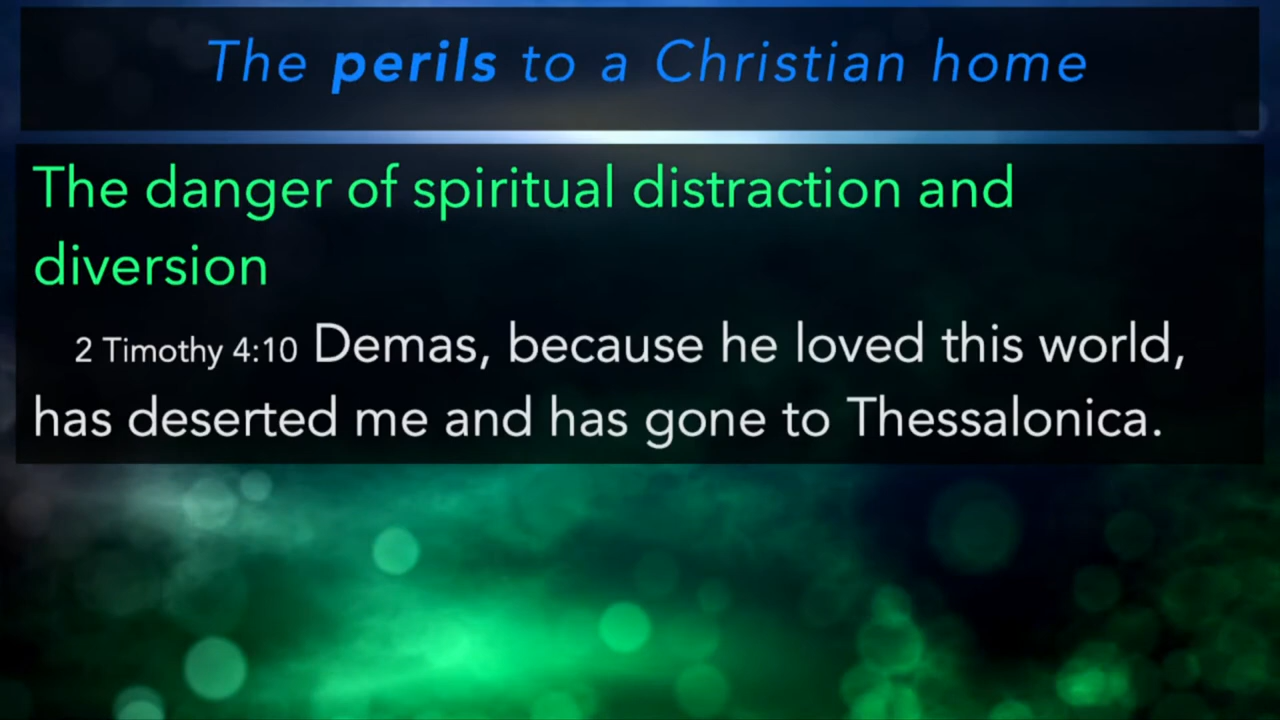 The perils to a Christian home
The danger of spiritual distraction and
diversion
2 Timothy 4:10 Demas, because he loved this world,
has deserted me and has gone to Thessalonica.